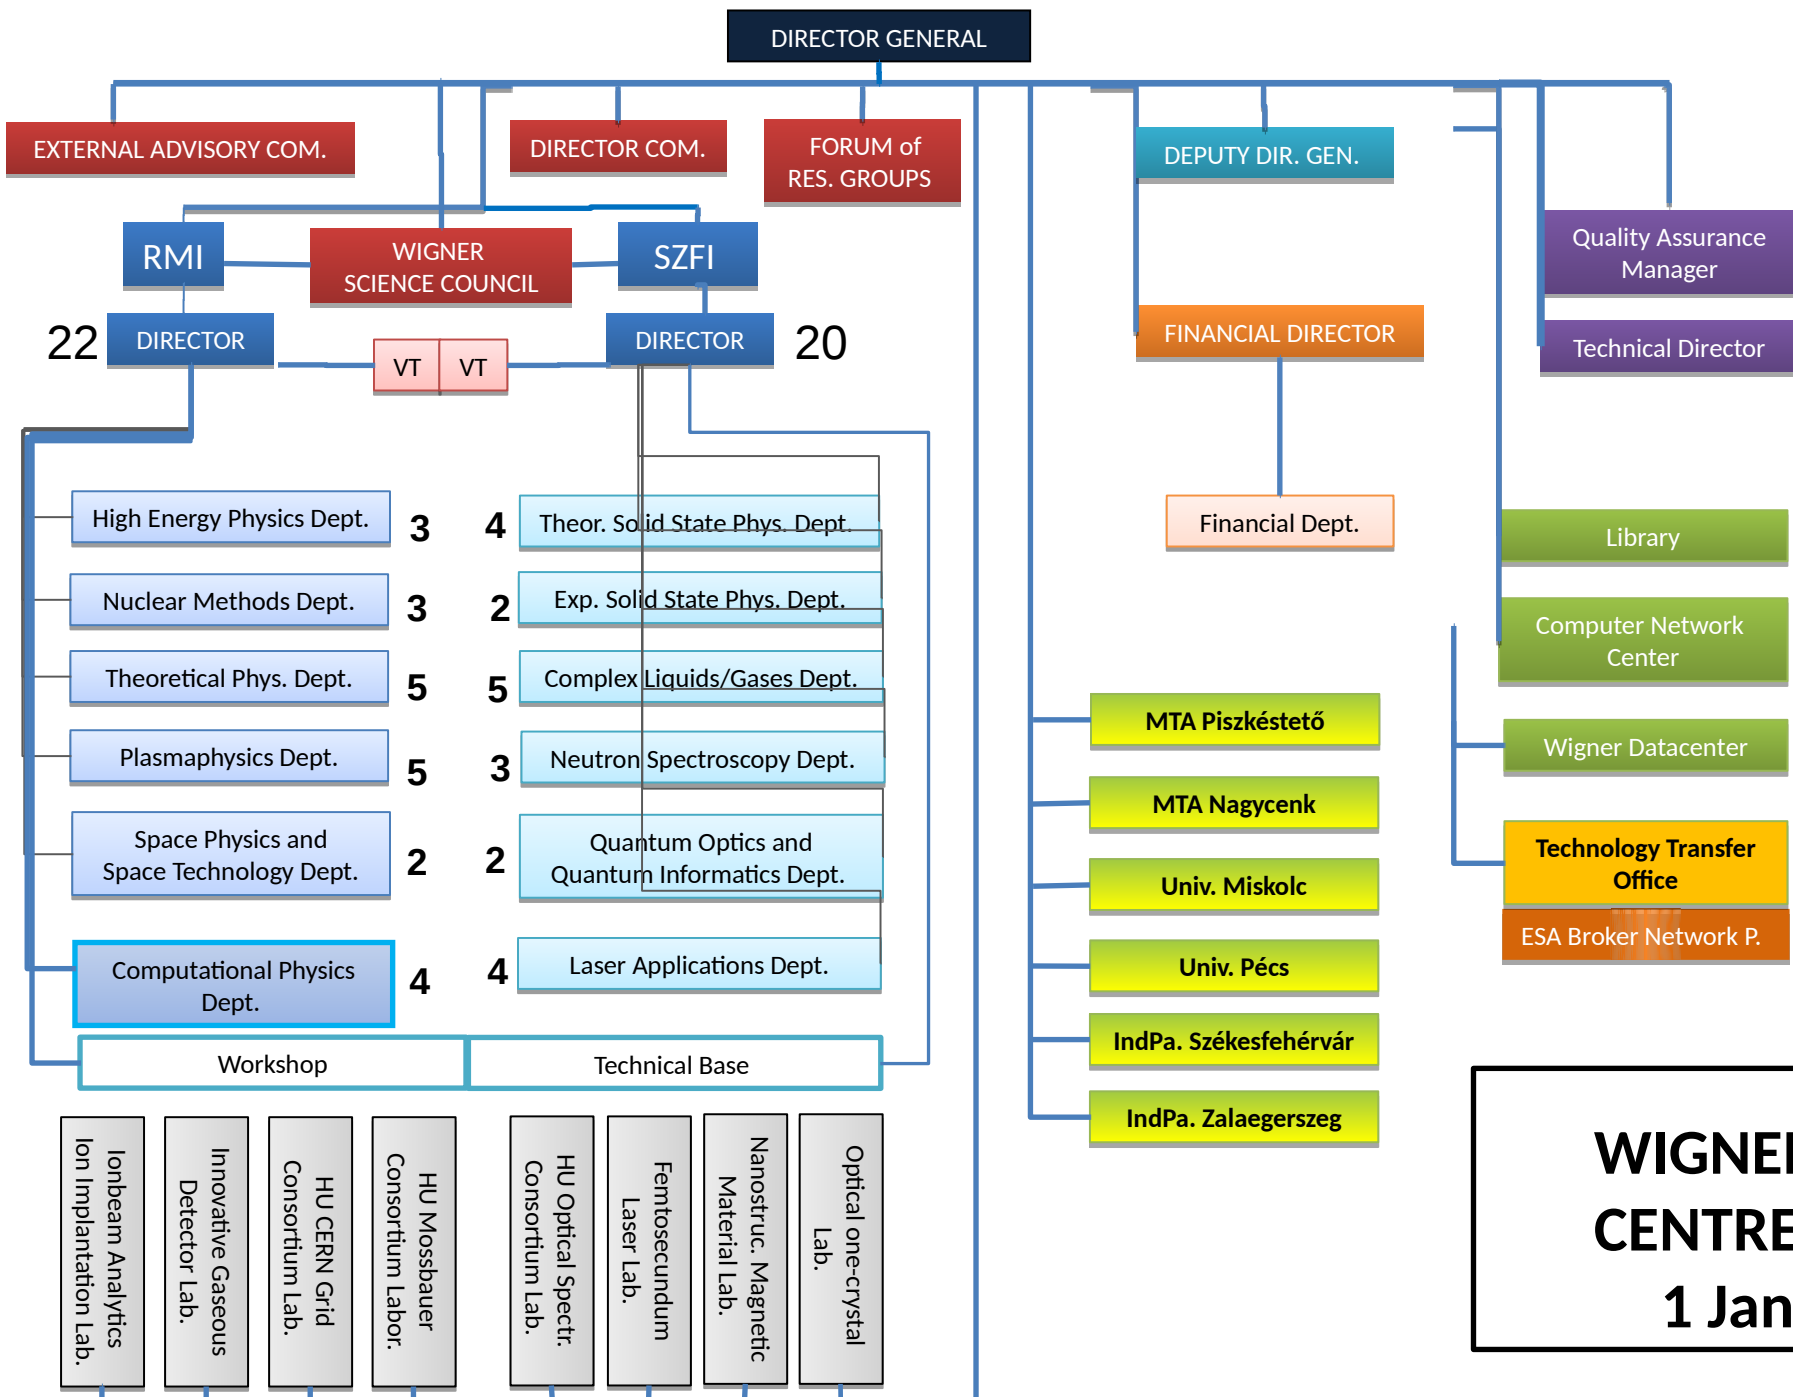 DIRECTOR GENERAL
EXTERNAL ADVISORY COM.
DIRECTOR COM.
FORUM of
RES. GROUPS
DEPUTY DIR. GEN.
RMI
WIGNER
SCIENCE COUNCIL
SZFI
Quality Assurance
Manager
22
DIRECTOR
VT
VT
DIRECTOR
20
FINANCIAL DIRECTOR
Technical Director
High Energy Physics Dept.
3
4
Theor. Solid State Phys. Dept.
Financial Dept.
Library
Nuclear Methods Dept.
3
2
Exp. Solid State Phys. Dept.
Computer Network
Center
Theoretical Phys. Dept.
5
5
Complex Liquids/Gases Dept.
MTA Piszkéstető
Plasmaphysics Dept.
5
3
Neutron Spectroscopy Dept.
Wigner Datacenter
MTA Nagycenk
Space Physics and
Space Technology Dept.
2
2
Quantum Optics and
Quantum Informatics Dept.
Univ. Miskolc
Technology Transfer
Office
ESA Broker Network P.
Computational Physics
Dept.
4
4
Laser Applications Dept.
Univ. Pécs
IndPa. Székesfehérvár
Workshop
Technical Base
IndPa. Zalaegerszeg
Ionbeam Analytics
Ion Implantation Lab.
Innovative Gaseous
Detector Lab.
HU CERN Grid
Consortium Lab.
HU Mossbauer
Consortium Labor.
HU Optical Spectr.
Consortium Lab.
Femtosecundum
Laser Lab.
Nanostruc. Magnetic
Material Lab.
Optical one-crystal
Lab.
WIGNER
CENTRE
1 Jan